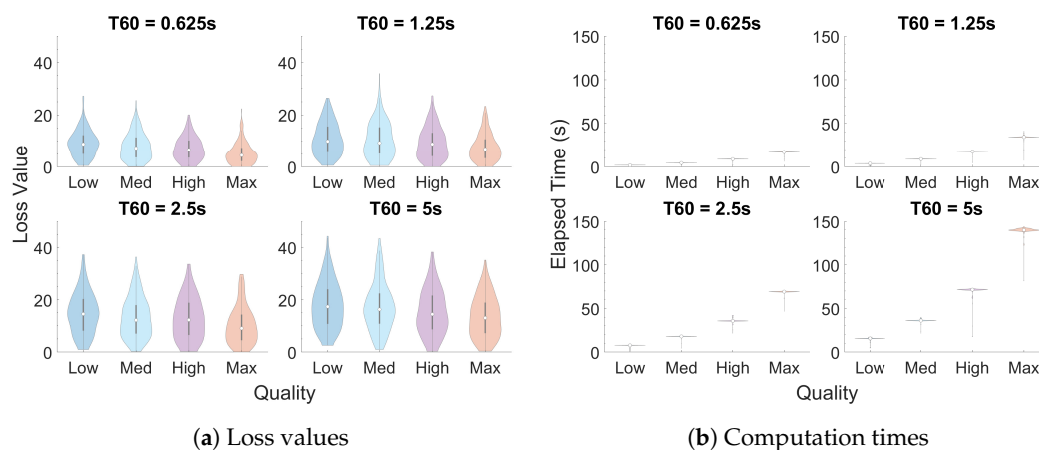 T60 = 0.625s
T60 = 1.25s
40
20
0
Low Med High Max
Low Med High Max
Loss Value
T60 = 2.5s
T60 = 5s
40
20
0
40
20
0
Low Med High Max
Low Med High Max
Quality
(a) Loss values
T60 = 0.625s
T60 = 1.25s
150
100
50
0
150
100
50
0
Low Med High Max
Low Med High Max
Elapsed Time (s)
T60 = 2.5s
T60 = 5s
150
100
50
0
150
100
50
0
Low Med High Max
Low Med High Max
Quality
(b) Computation times